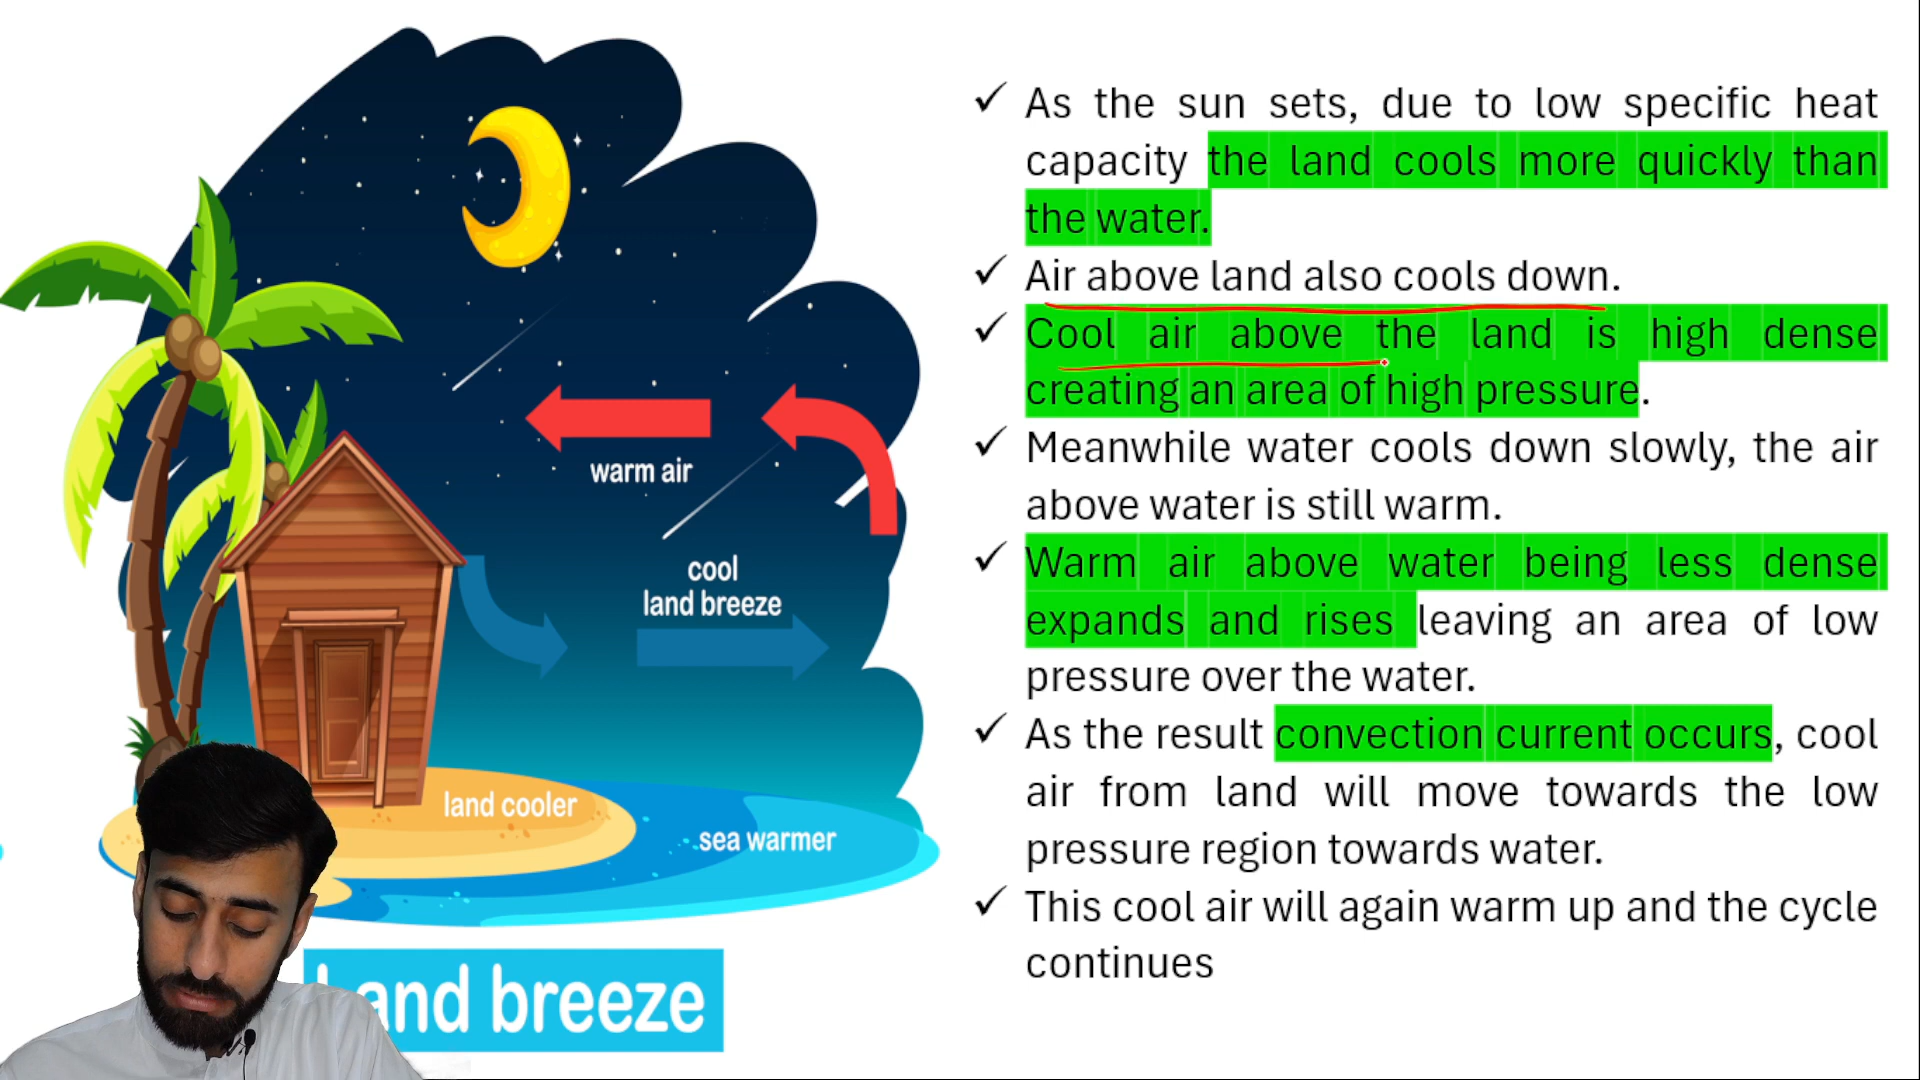 As the sun sets, due to low specific heat
capacity the land cools more quickly than
the water.
Air above land also cools down.
Cool air above the land is high dense
creating an area of high pressure.
Meanwhile water cools down slowly, the air
above water is still warm.
Warm air above water being less dense
expands and rises leaving an area of low
pressure over the water.
As the result convection current occurs, cool
air from land will move towards the low
pressure region towards water.
This cool air will again warm up and the cycle
continues
warm air
cool
land breeze
land cooler
sea warmer
Land breeze